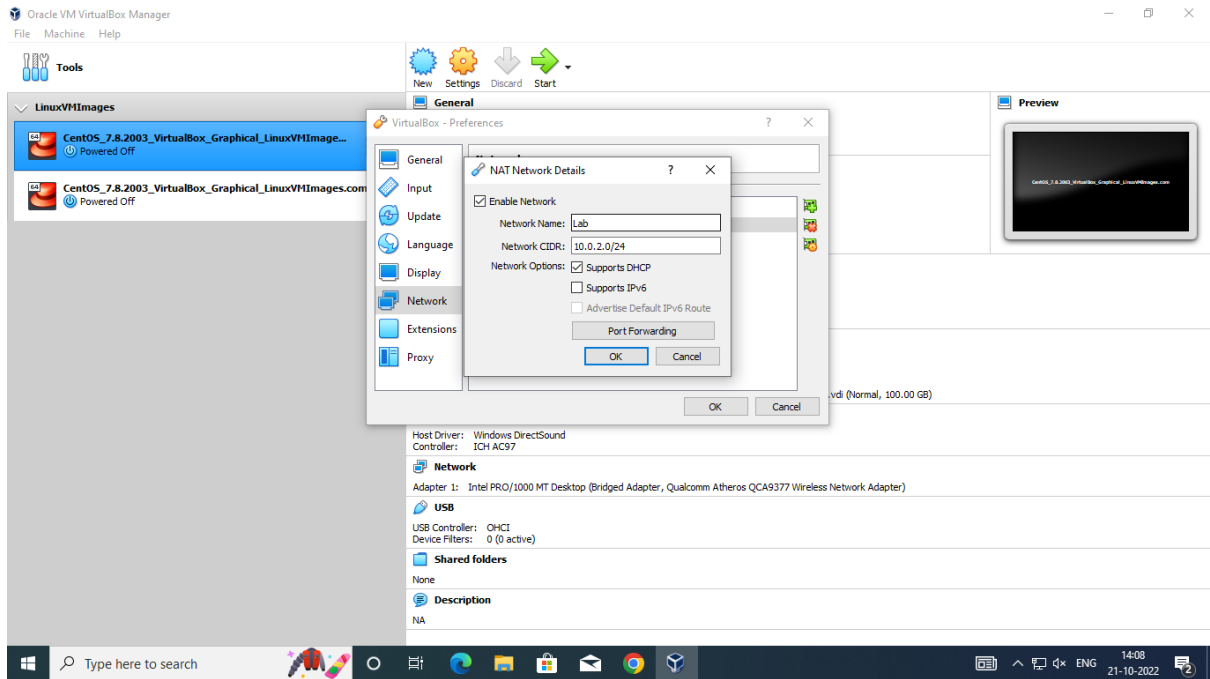 Oracle VM VirtualBox Manager
File Machine Help
Tools
New Settings Discard Start
LinuxVMImages
CentOS_7.8.2003_VirtualBox_Graphical_LinuxVMImage...
Powered Off
CentOS_7.8.2003_VirtualBox_Graphical_LinuxVMImages.com
Powered Off
General
Preview
CentOS_7.8.2003_VirtualBox_Graphical_LinuxVMImages.com
VirtualBox - Preferences ?
General
Input
Update
Language
Display
Network
Extensions
Proxy
NAT Network Details ?
Enable Network
Network Name: Lab
Network CIDR: 10.0.2.0/24
Network Options: Supports DHCP
Supports IPv6
Advertise Default IPv6 Route
Port Forwarding
OK Cancel
OK Cancel
.vdi (Normal, 100.00 GB)
Host Driver: Windows DirectSound
Controller: ICH AC97
Network
Adapter 1: Intel PRO/1000 MT Desktop (Bridged Adapter, Qualcomm Atheros QCA9377 Wireless Network Adapter)
USB
USB Controller: OHCI
Device Filters: 0 (0 active)
Shared folders
None
Description
NA
Type here to search
ENG
14:08
21-10-2022
2